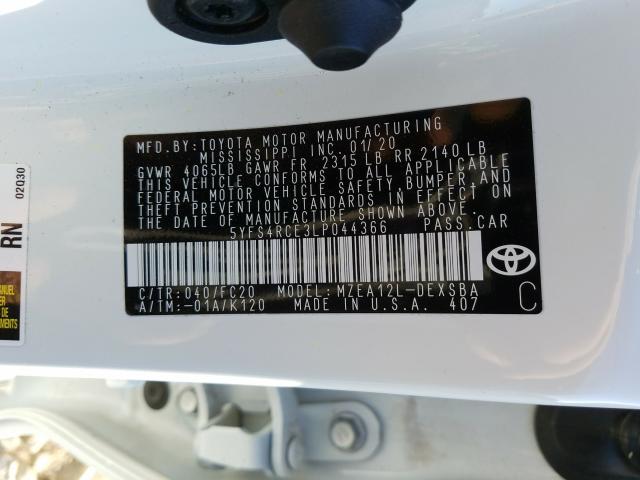 MFD. BY: TOYOTA MOTOR MANUFACTURING
MISSISSIPPI INC. 01/20
GVWR 4065LB GAWR FR 2315 LB RR 2140 LB
THIS VEHICLE CONFORMS TO ALL APPLICABLE
FEDERAL MOTOR VEHICLE SAFETY, BUMPER, AND
THEFT PREVENTION STANDARDS IN EFFECT ON
THE DATE OF MANUFACTURE SHOWN ABOVE.
5YFS4RCE3LP044366 PASS. CAR
C/TR: 040/FC20 MODEL: MZEA12L-DEXSBA
A/TM: -01A/K120 MADE IN U.S.A. 407
C
02030
RN
MANUEL
DE